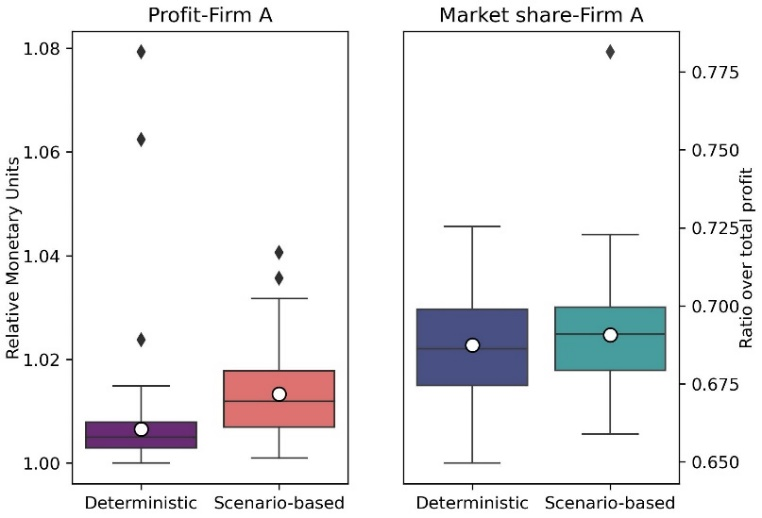 Profit-Firm A
Market share-Firm A
Relative Monetary Units
1.08
1.06
1.04
1.02
1.00
0.775
0.750
0.725
0.700
0.675
0.650
Ratio over total profit
Deterministic
Scenario-based
Deterministic
Scenario-based